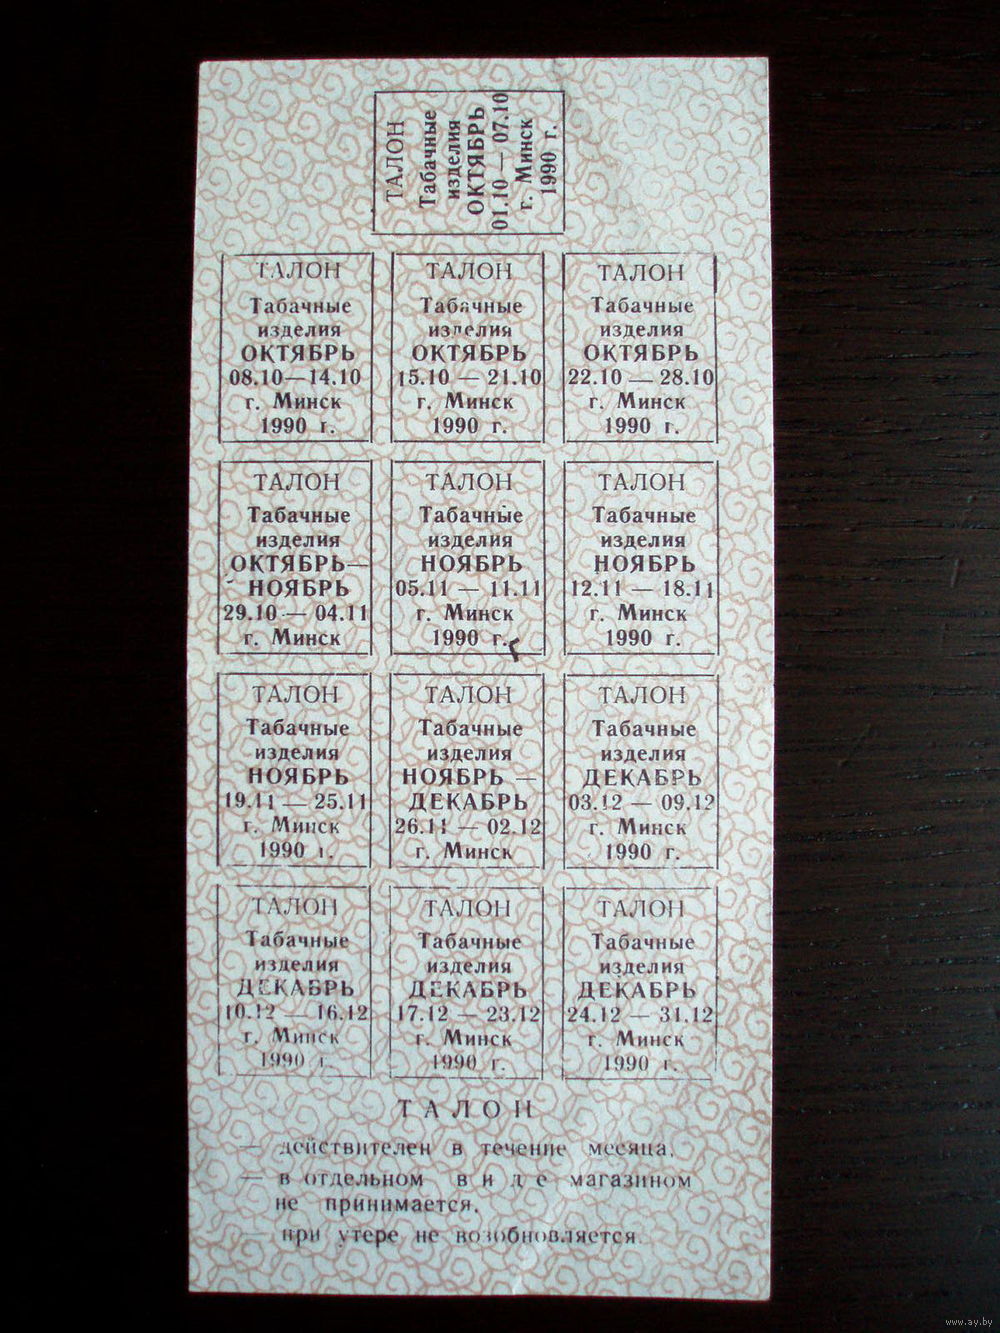 ТАЛОН
Табачные
изделия
ОКТЯБРЬ
01.10 — 07.10
г. Минск
1990 г.
ТАЛОН
Табачные
изделия
ОКТЯБРЬ
08.10—14.10
г. Минск
1990 г.
ТАЛОН
Табачные
изделия
ОКТЯБРЬ
15.10 — 21.10
г. Минск
1990 г.
ТАЛОН
Табачные
изделия
ОКТЯБРЬ
22.10 — 28.10
г. Минск
1990 г.
ТАЛОН
Табачные
изделия
ОКТЯБРЬ—
НОЯБРЬ
29.10 — 04.11
г. Минск
ТАЛОН
Табачные
изделия
НОЯБРЬ
05.11 — 11.11
г. Минск
1990 г.
ТАЛОН
Табачные
изделия
НОЯБРЬ
12.11 — 18.11
г. Минск
1990 г.
ТАЛОН
Табачные
изделия
НОЯБРЬ
19.11 — 25.11
г. Минск
1990 г.
ТАЛОН
Табачные
изделия
НОЯБРЬ —
ДЕКАБРЬ
26.11 — 02.12
г. Минск
ТАЛОН
Табачные
изделия
ДЕКАБРЬ
03.12 — 09.12
г. Минск
1990 г.
ТАЛОН
Табачные
изделия
ДЕКАБРЬ
10.12 — 16.12
г. Минск
1990 г.
ТАЛОН
Табачные
изделия
ДЕКАБРЬ
17.12 — 23.12
г. Минск
1990 г.
ТАЛОН
Табачные
изделия
ДЕКАБРЬ
24.12 — 31.12
г. Минск
1990 г.
ТАЛОН
— действителен в течение месяца.
— в отдельном виде магазином
не принимается.
— при утере не возобновляется.
www.ay.by